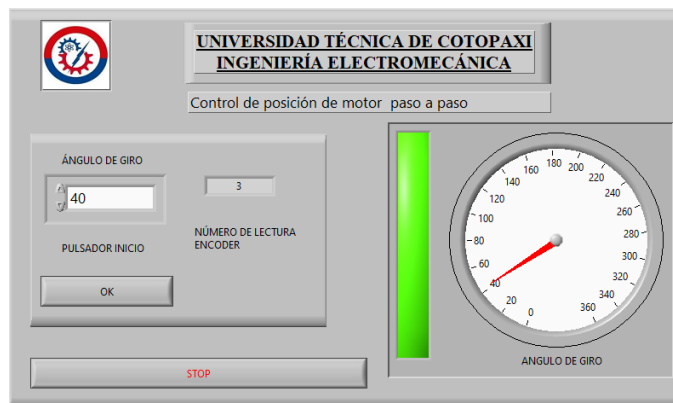 UNIVERSIDAD TÉCNICA DE COTOPAXI
INGENIERÍA ELECTROMECÁNICA
Control de posición de motor paso a paso
ÁNGULO DE GIRO
40
3
NÚMERO DE LECTURA
ENCODER
PULSADOR INICIO
OK
STOP
0
20
40
60
80
100
120
140
160
180
200
220
240
260
280
300
320
340
360
ANGULO DE GIRO